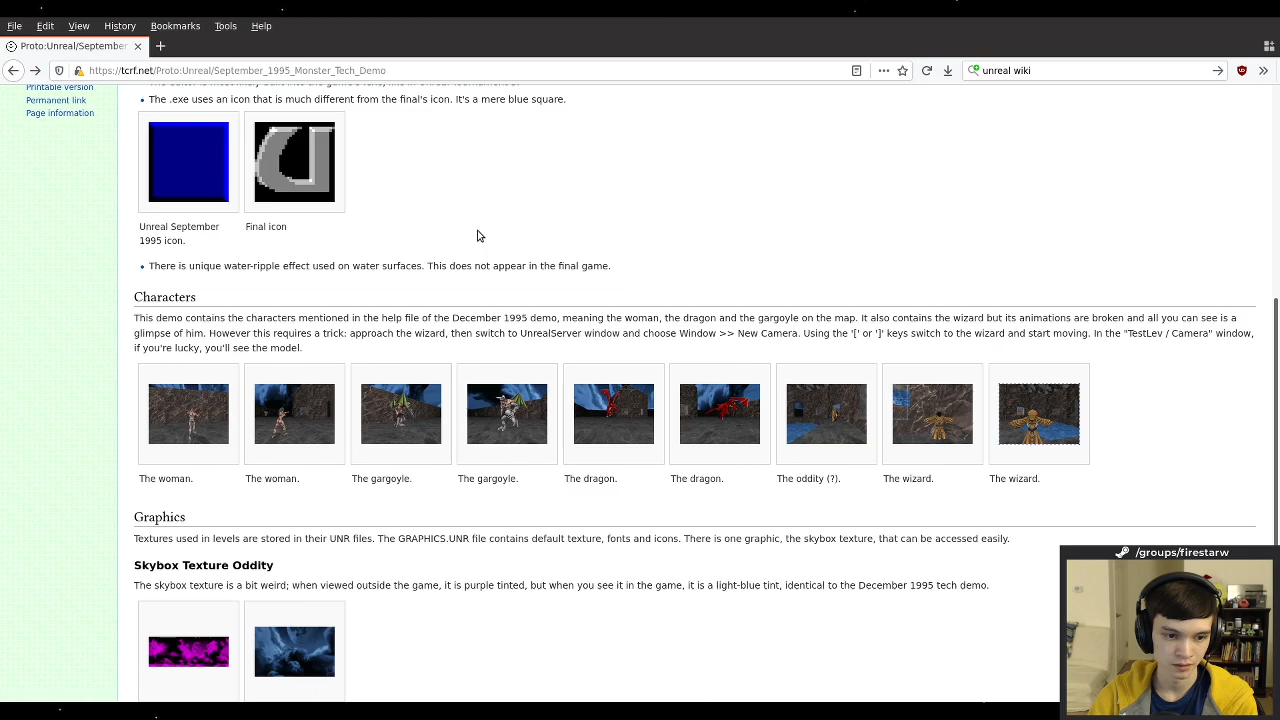 File Edit View History Bookmarks Tools Help
Proto:Unreal/September
https://tcrf.net/Proto:Unreal/September_1995_Monster_Tech_Demo
unreal wiki
Printable version
Permanent link
Page information
The .exe uses an icon that is much different from the final's icon. It's a mere blue square.
Unreal September
1995 icon.
Final icon
There is unique water-ripple effect used on water surfaces. This does not appear in the final game.
Characters
This demo contains the characters mentioned in the help file of the December 1995 demo, meaning the woman, the dragon and the gargoyle on the map. It also contains the wizard but its animations are broken and all you can see is a
glimpse of him. However this requires a trick: approach the wizard, then switch to UnrealServer window and choose Window >> New Camera. Using the '[' or ']' keys switch to the wizard and start moving. In the "TestLev / Camera" window,
if you're lucky, you'll see the model.
The woman. The woman. The gargoyle. The gargoyle. The dragon. The dragon. The oddity (?). The wizard. The wizard.
Graphics
Textures used in levels are stored in their UNR files. The GRAPHICS.UNR file contains default texture, fonts and icons. There is one graphic, the skybox texture, that can be accessed easily.
/groups/firestarw
Skybox Texture Oddity
The skybox texture is a bit weird; when viewed outside the game, it is purple tinted, but when you see it in the game, it is a light-blue tint, identical to the December 1995 tech demo.